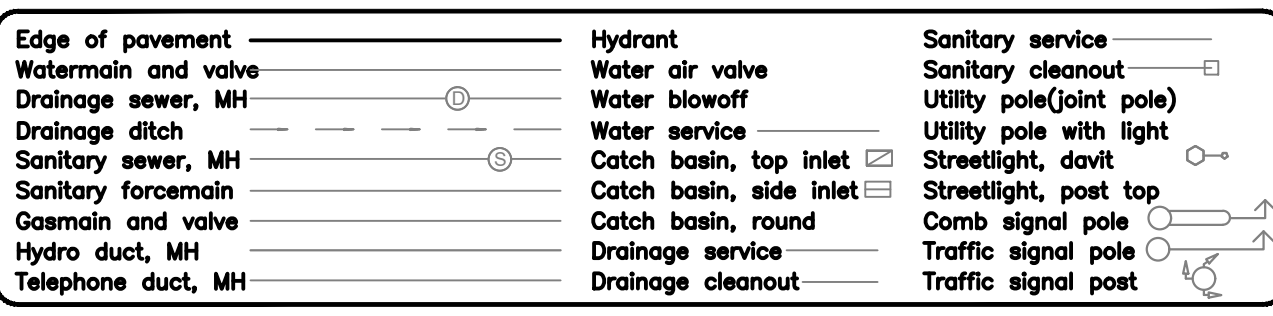 Edge of pavement
Watermain and valve
Drainage sewer, MH D
Drainage ditch
Sanitary sewer, MH S
Sanitary forcemain
Gasmain and valve
Hydro duct, MH
Telephone duct, MH
Hydrant
Water air valve
Water blowoff
Water service
Catch basin, top inlet
Catch basin, side inlet
Catch basin, round
Drainage service
Drainage cleanout
Sanitary service
Sanitary cleanout
Utility pole(joint pole)
Utility pole with light
Streetlight, davit
Streetlight, post top
Comb signal pole
Traffic signal pole
Traffic signal post